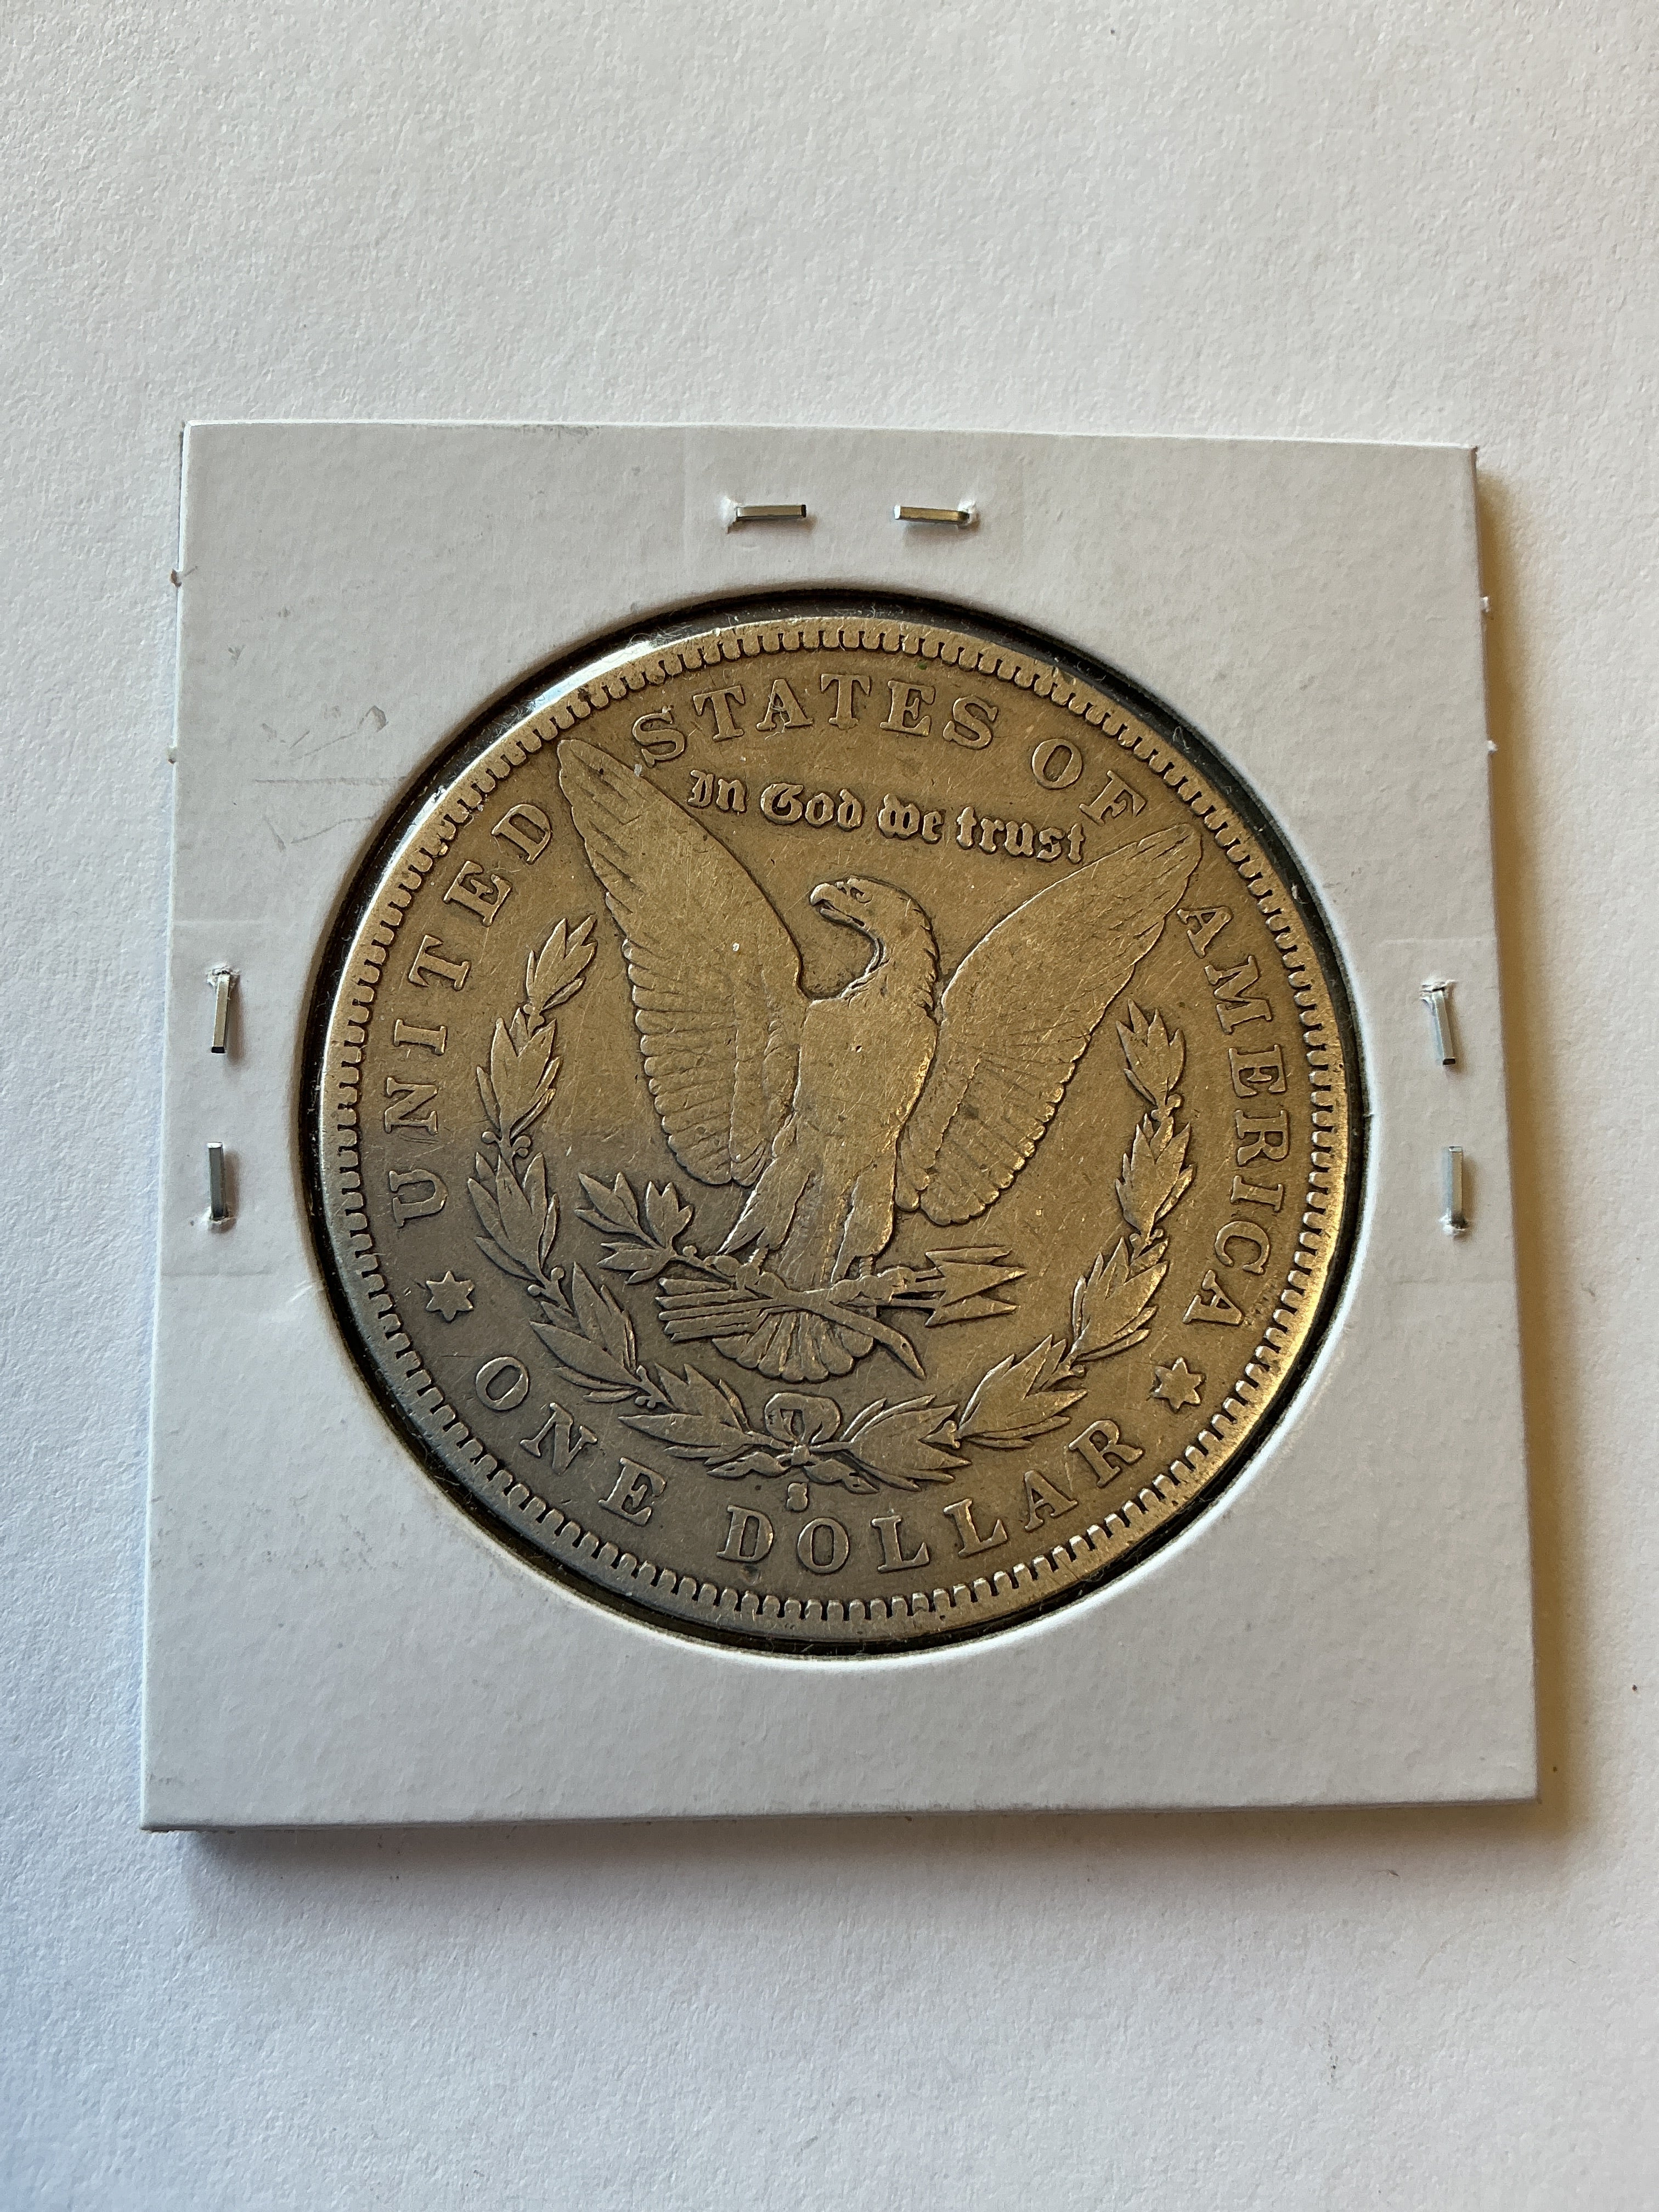 UNITED STATES OF AMERICA
In God we trust
S
ONE DOLLAR